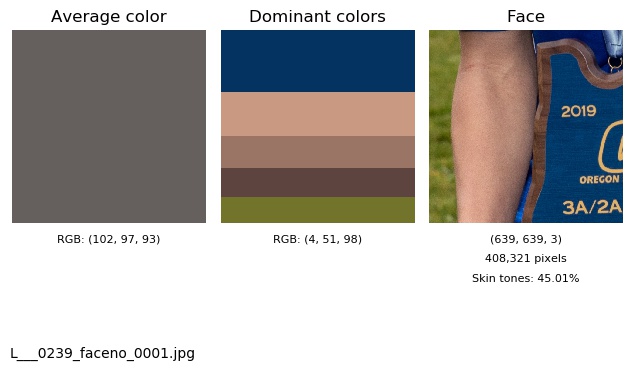 Average color
Dominant colors
Face
2019
OREGON
3A/2A
RGB: (102, 97, 93)
RGB: (4, 51, 98)
(639, 639, 3)
408,321 pixels
Skin tones: 45.01%
L___0239_faceno_0001.jpg